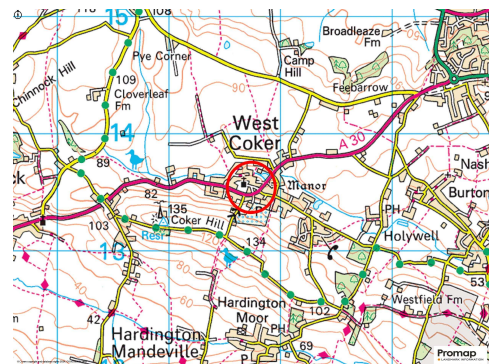 15
108
Broadleaze
Fm
Pye Corner
Camp
Hill
Feebarrow
Chinnock Hill
109
Cloverleaf
Fm
West
Coker
14
A 30
89
Manor
Nash
Burton
82
135
Coker Hill
PH
103
Resr
134
Holywell
13
53
Westfield Fm
Hardington
Moor
102
42
PH
Hardington
Mandeville
69
P
Promap